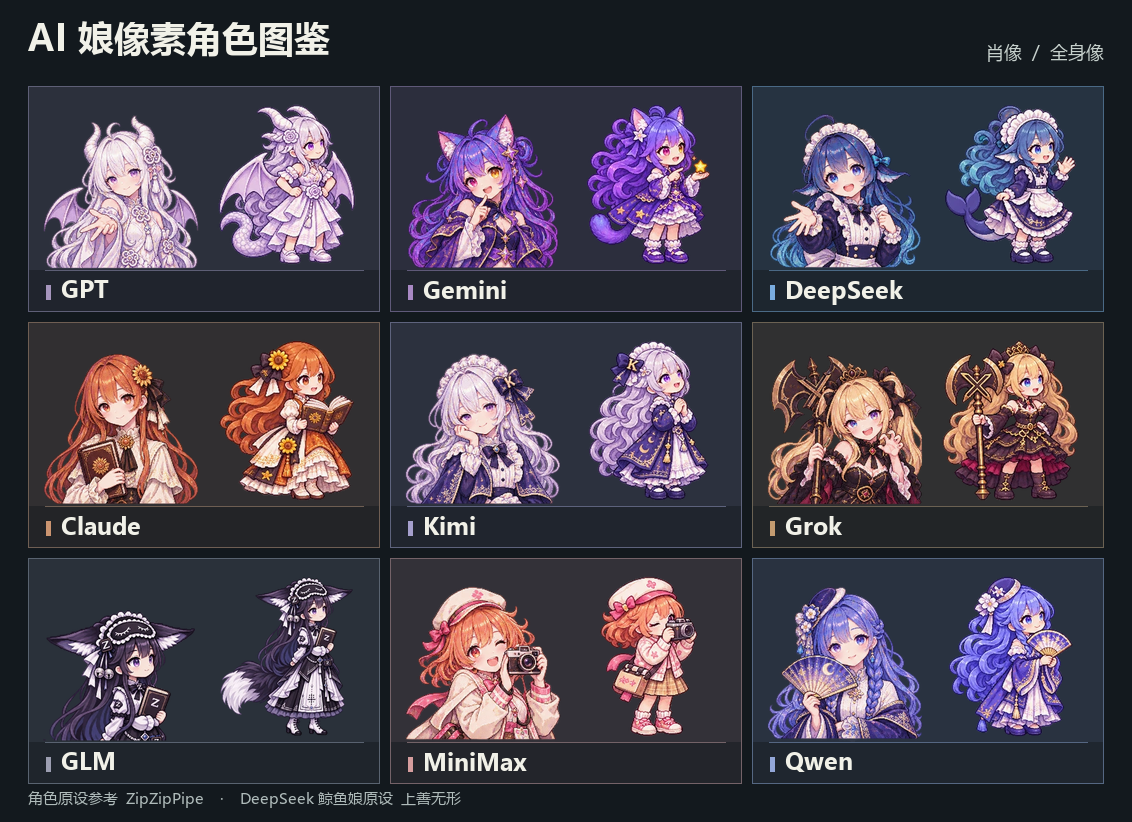 AI 娘像素角色图鉴
肖像 / 全身像
GPT
Gemini
DeepSeek
Claude
K
K
Kimi
Grok
Z
Z
GLM
MiniMax
Qwen
角色原设参考 ZipZipPipe · DeepSeek 鲸鱼娘原设 上善无形